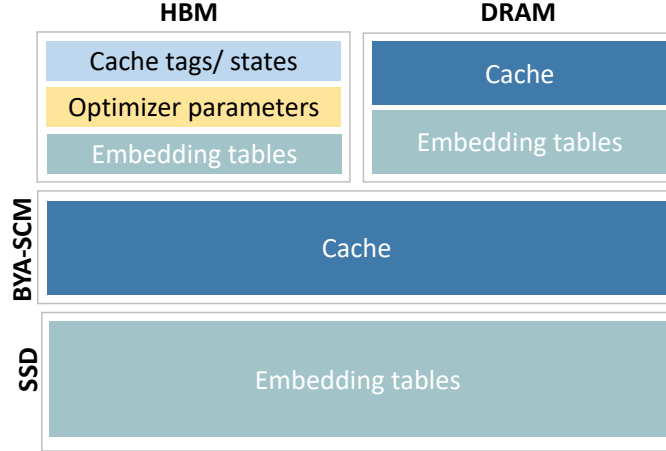 HBM
DRAM
Cache tags/ states
Optimizer parameters
Embedding tables
Cache
Embedding tables
BYA-SCM
Cache
SSD
Embedding tables